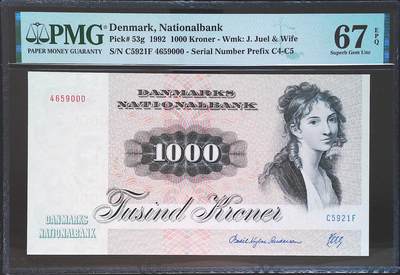 PMG
PAPER MONEY GUARANTY
Denmark, Nationalbank
Pick# 53g 1992 1000 Kroner - Wmk: J. Juel & Wife
S/N C5921F 4659000 - Serial Number Prefix C4-C5
67 EPQ
Superb Gem Unc
4659000
DANMARKS
NATIONALBANK
1000
Tusind Kroner
DANMARKS
NATIONALBANK
C5921F